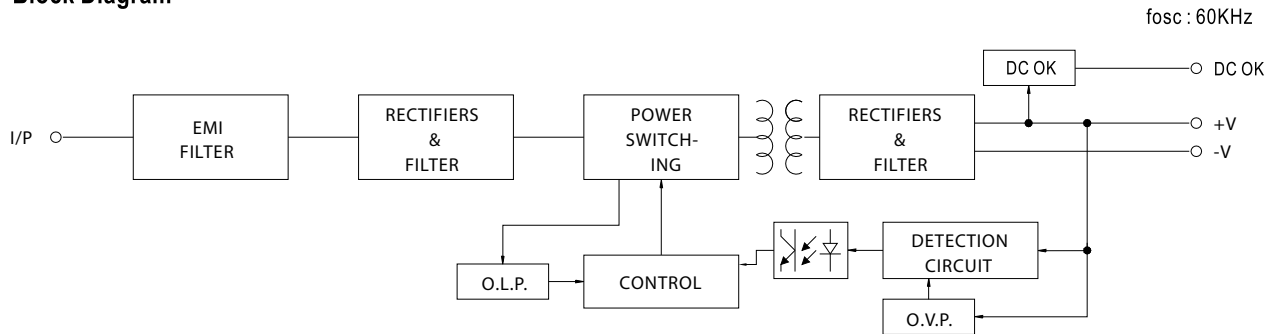 Block Diagram
fosc : 60KHz
DC OK
DC OK
I/P
EMI
FILTER
RECTIFIERS
&
FILTER
POWER
SWITCH-
ING
RECTIFIERS
&
FILTER
+V
-V
O.L.P.
CONTROL
DETECTION
CIRCUIT
O.V.P.